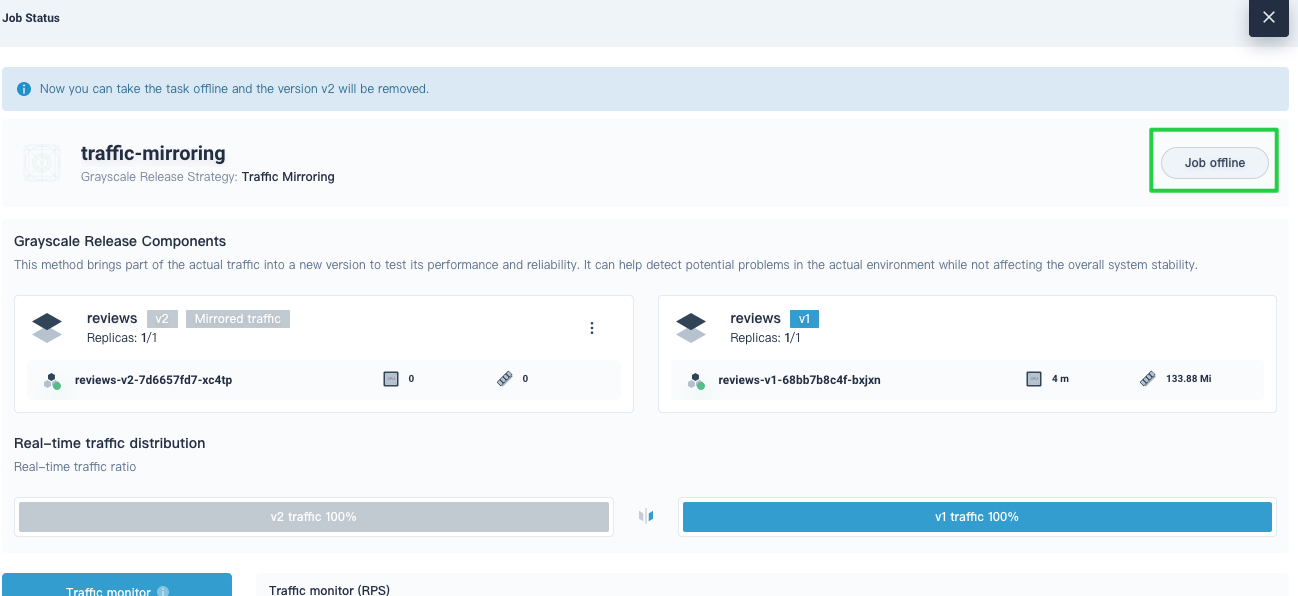 Job Status
Now you can take the task offline and the version v2 will be removed.
traffic-mirroring
Grayscale Release Strategy: Traffic Mirroring
Job offline
Grayscale Release Components
This method brings part of the actual traffic into a new version to test its performance and reliability. It can help detect potential problems in the actual environment while not affecting the overall system stability.
reviews v2 Mirrored traffic
Replicas: 1/1
reviews-v2-7d6657fd7-xc4tp 0 0
reviews v1
Replicas: 1/1
reviews-v1-68bb7b8c4f-bxjxn 4 m 133.88 Mi
Real-time traffic distribution
Real-time traffic ratio
v2 traffic 100%
v1 traffic 100%
Traffic monitor
Traffic monitor (RPS)